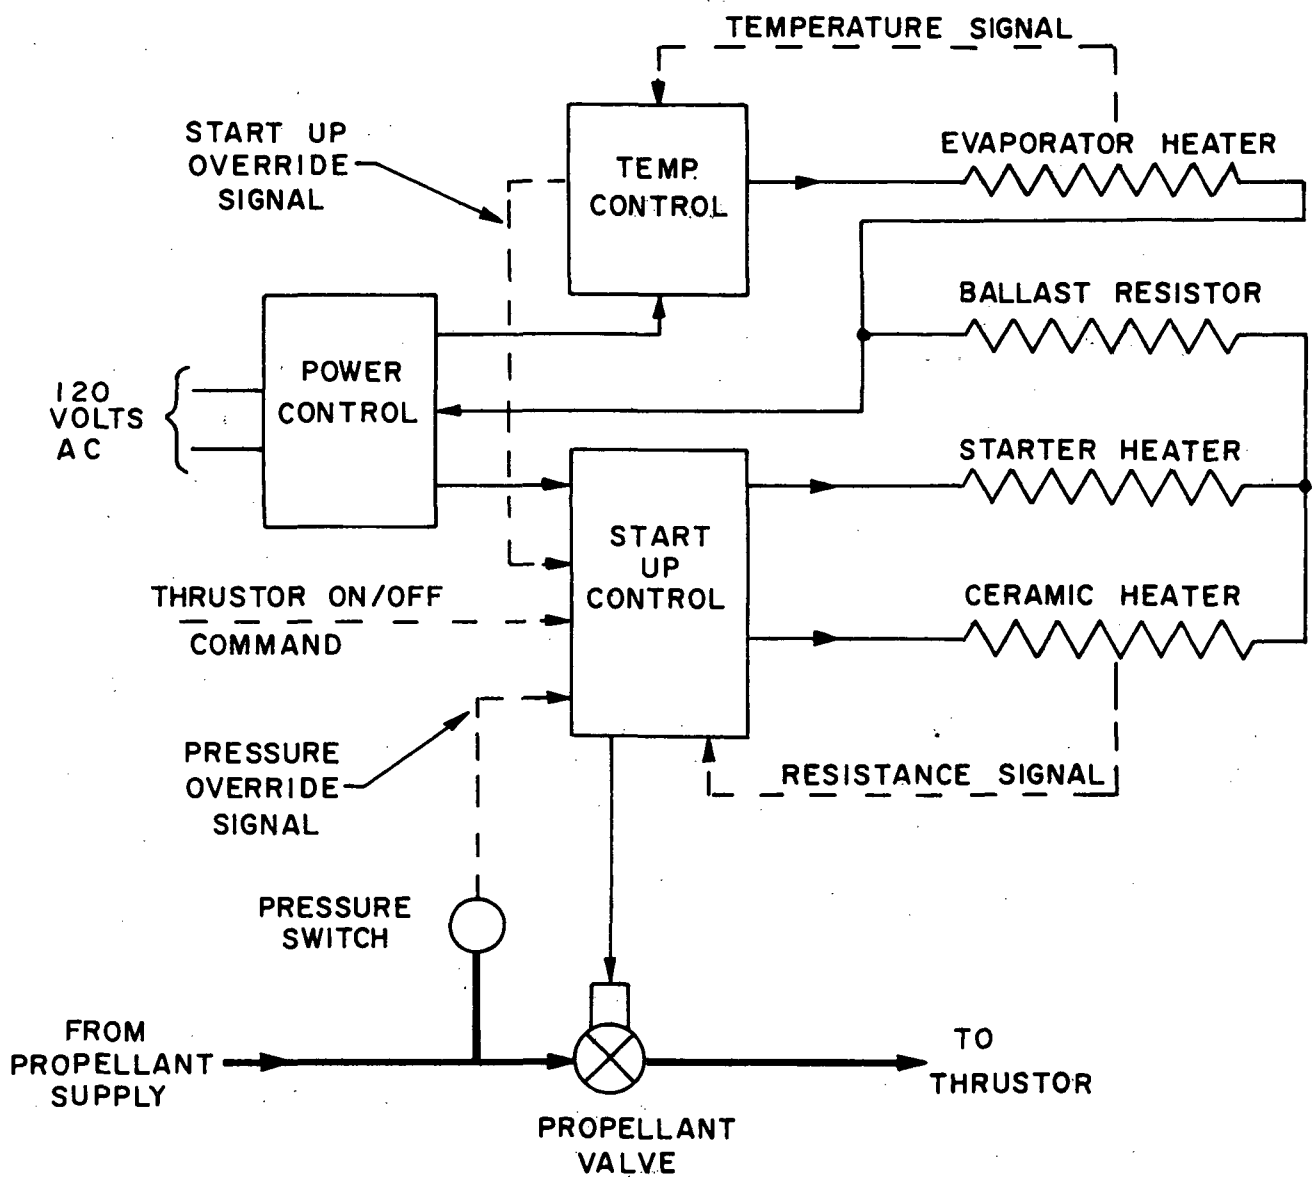 TEMPERATURE SIGNAL
START UP
OVERRIDE
SIGNAL
TEMP.
CONTROL
EVAPORATOR HEATER
BALLAST RESISTOR
POWER
CONTROL
120
VOLTS
AC
STARTER HEATER
START
UP
CONTROL
THRUSTOR ON/OFF
COMMAND
CERAMIC HEATER
PRESSURE
OVERRIDE
SIGNAL
RESISTANCE SIGNAL
PRESSURE
SWITCH
FROM
PROPELLANT
SUPPLY
TO
THRUSTOR
PROPELLANT
VALVE